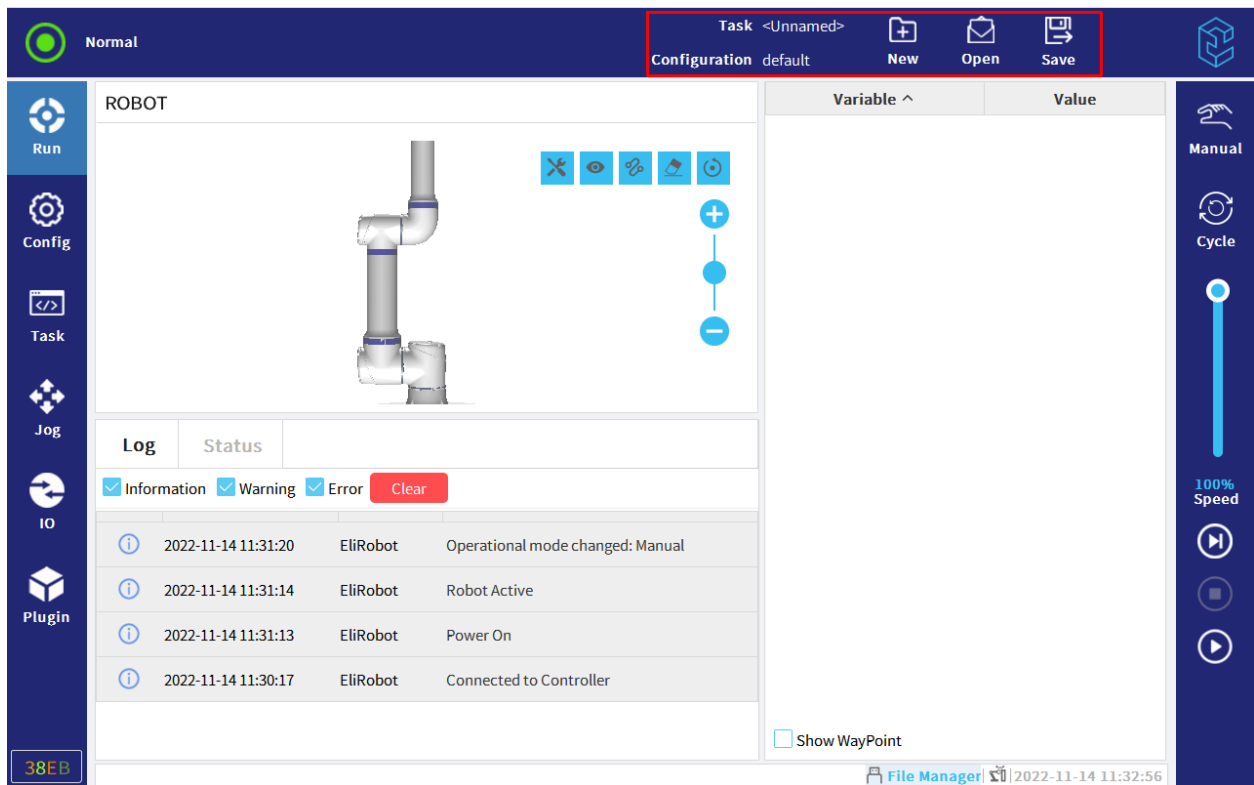 Normal
Task <Unnamed>
Configuration default
New
Open
Save
Run
Config
Task
Jog
IO
Plugin
38EB
ROBOT
Log
Status
Information
Warning
Error
Clear
2022-11-14 11:31:20 EliRobot Operational mode changed: Manual
2022-11-14 11:31:14 EliRobot Robot Active
2022-11-14 11:31:13 EliRobot Power On
2022-11-14 11:30:17 EliRobot Connected to Controller
Variable
Value
Show WayPoint
File Manager
2022-11-14 11:32:56
Manual
Cycle
100%
Speed